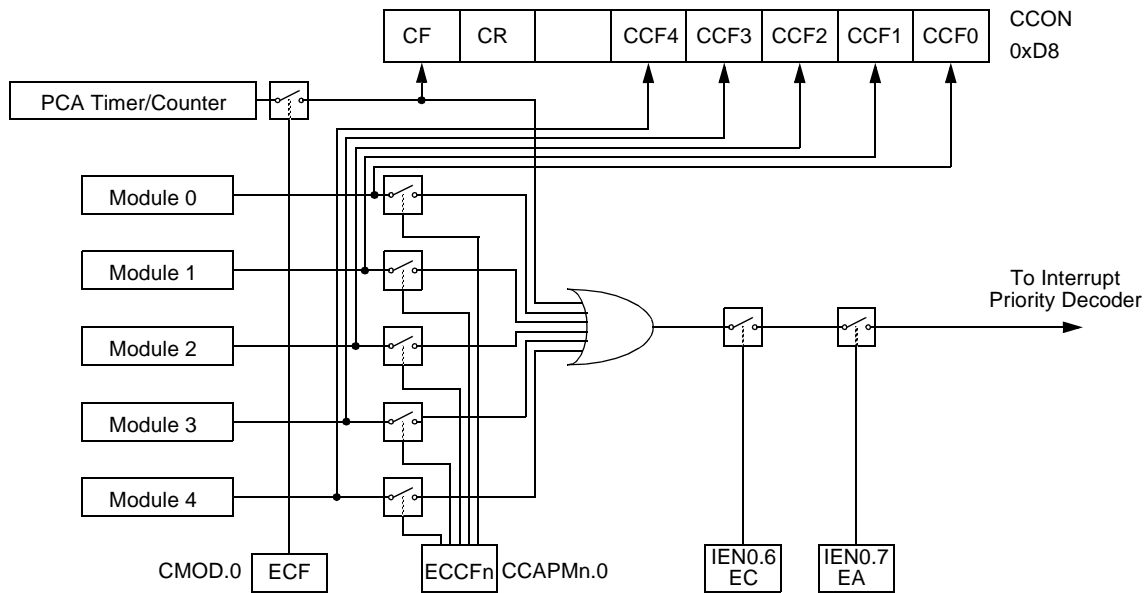 CF CR CCF4 CCF3 CCF2 CCF1 CCF0
CCON
0xD8
PCA Timer/Counter
Module 0
Module 1
Module 2
Module 3
Module 4
To Interrupt
Priority Decoder
CMOD.0 ECF
ECCFn CCAPMn.0
IEN0.6
EC
IEN0.7
EA